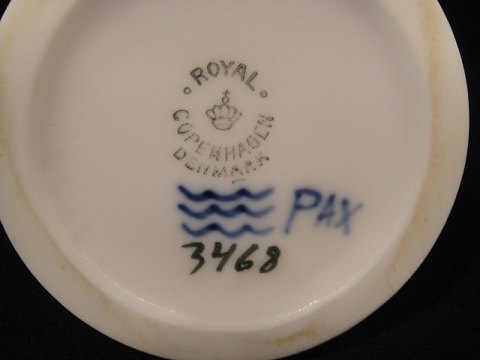 ROYAL
COPENHAGEN
DENMARK
PAX
3468